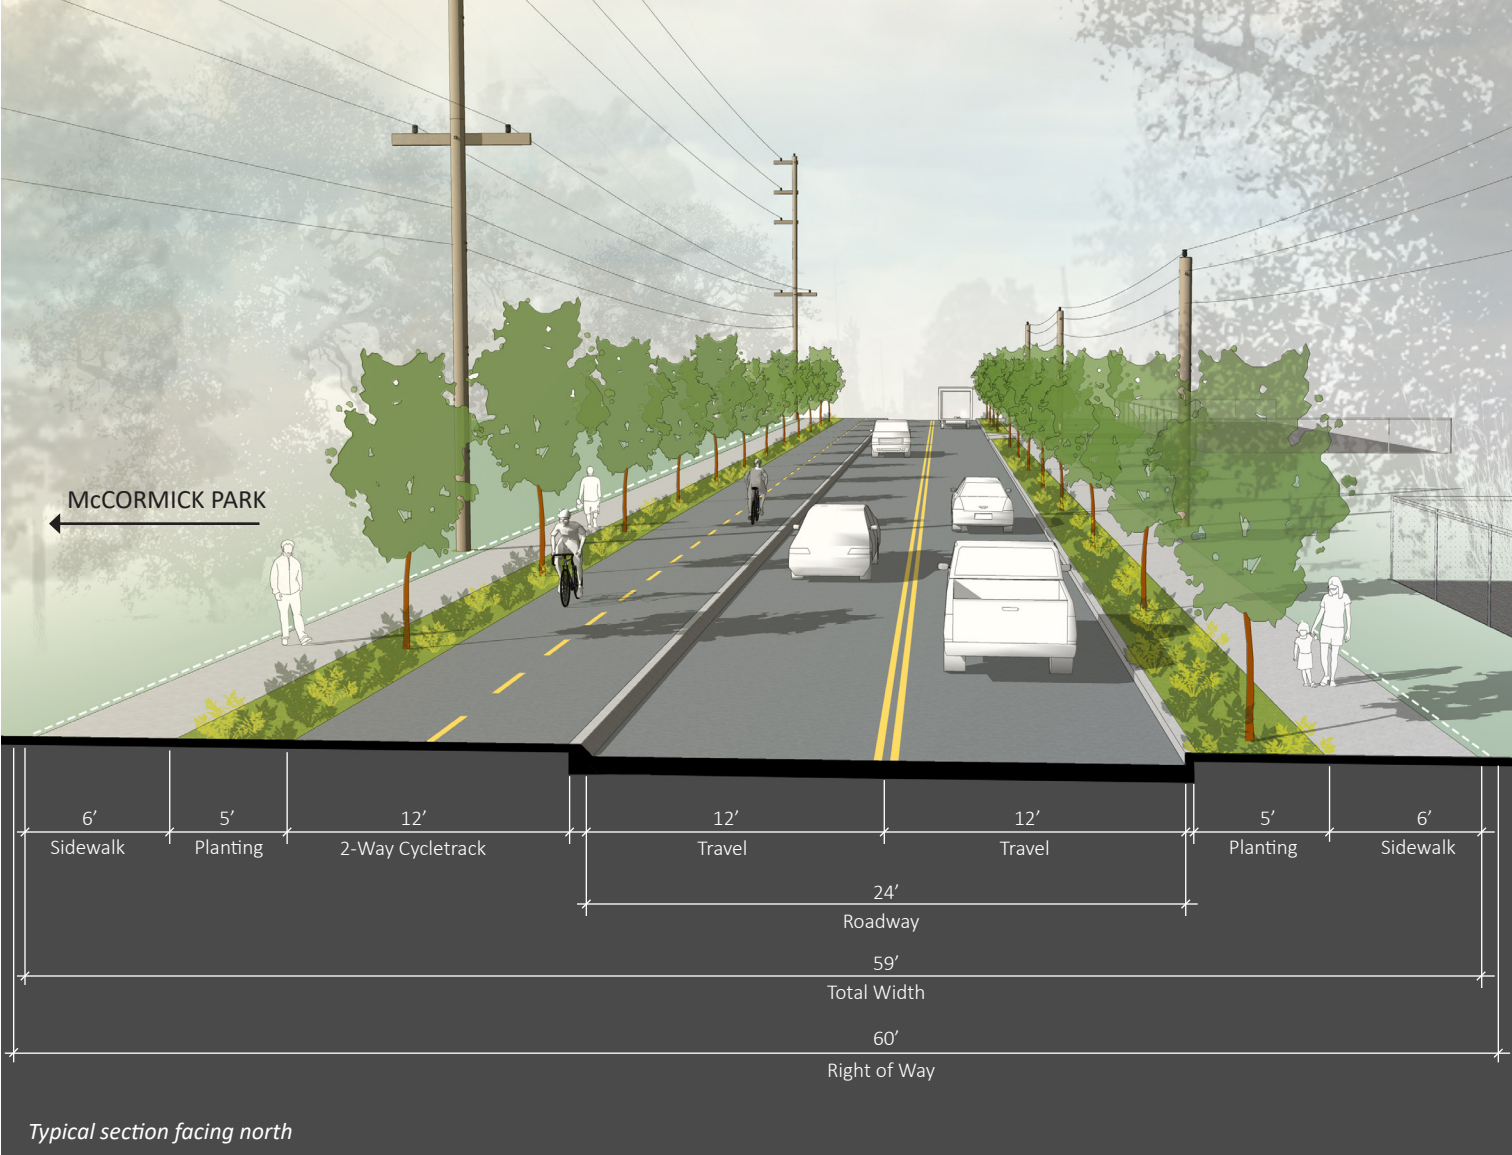 McCORMICK PARK
6’ 5’ 12’ 12’ 12’ 5’ 6’
Sidewalk Planting 2-Way Cycletrack Travel Travel Planting Sidewalk
24’
Roadway
59’
Total Width
60’
Right of Way
Typical section facing north